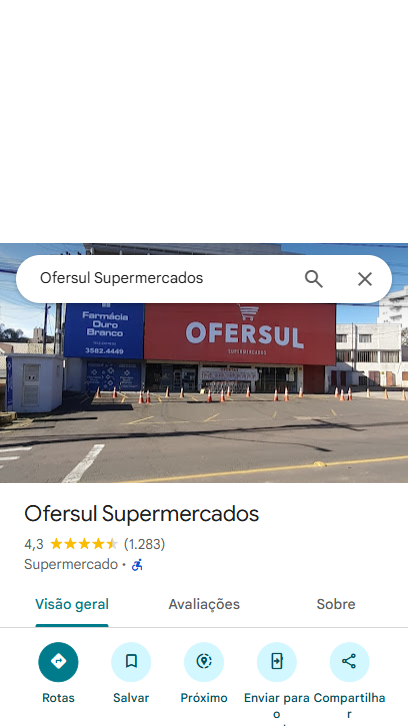 Ofersul Supermercados
Farmácia
Ouro
Branco
3582.4449
OFERSUL
SUPERMERCADOS
Ofersul Supermercados
4,3 (1.283)
Supermercado ·
Visão geral
Avaliações
Sobre
Rotas
Salvar
Próximo
Enviar para o
Compartilhar